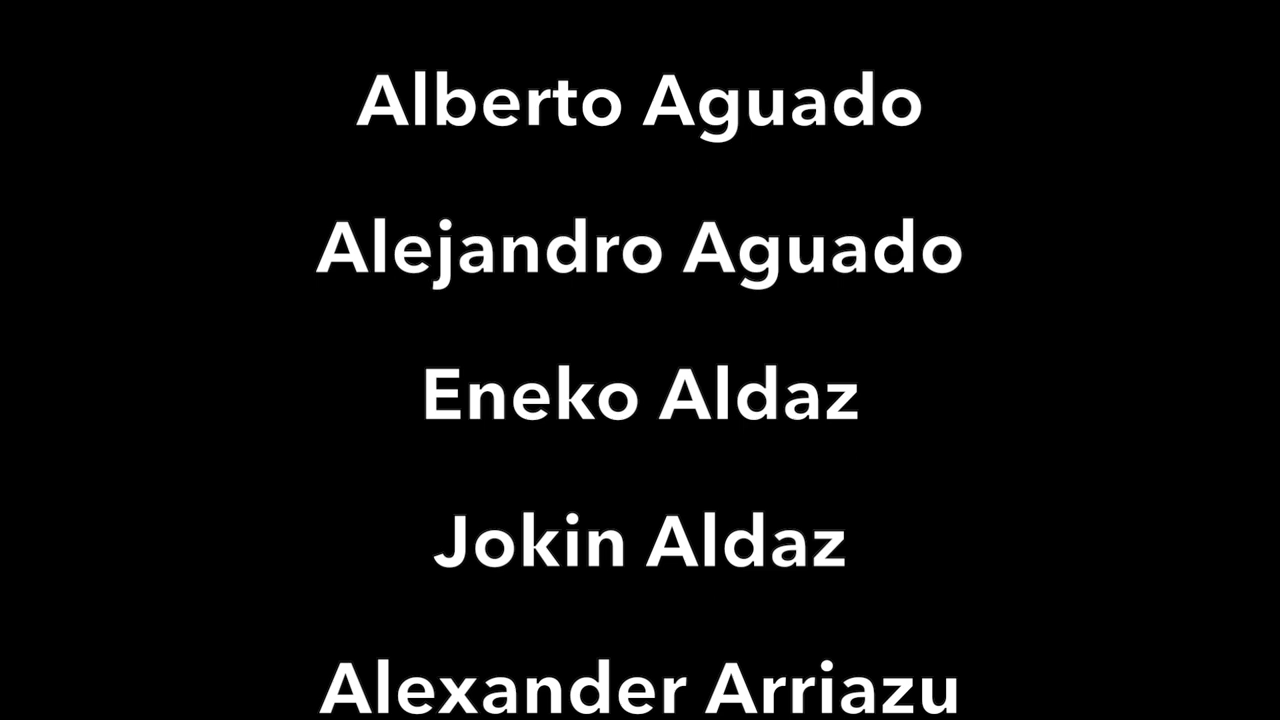 Alberto Aguado
Alejandro Aguado
Eneko Aldaz
Jokin Aldaz
Alexander Arriazu